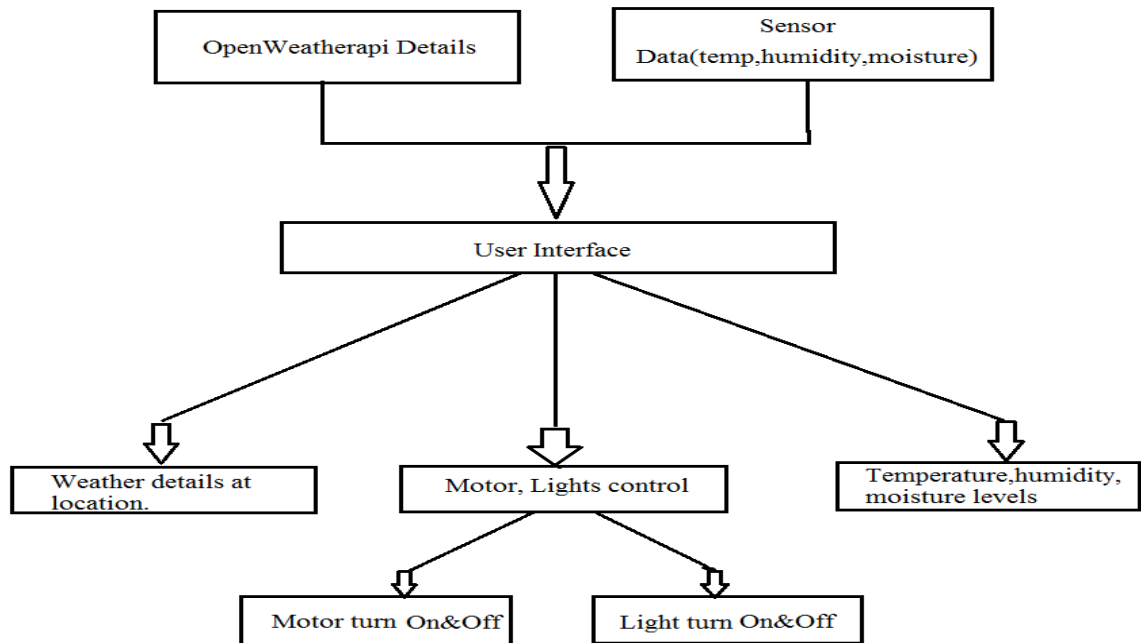 OpenWeatherapi Details
Sensor
Data(temp,humidity,moisture)
User Interface
Weather details at
location.
Motor, Lights control
Temperature,humidity,
moisture levels
Motor turn On&Off
Light turn On&Off